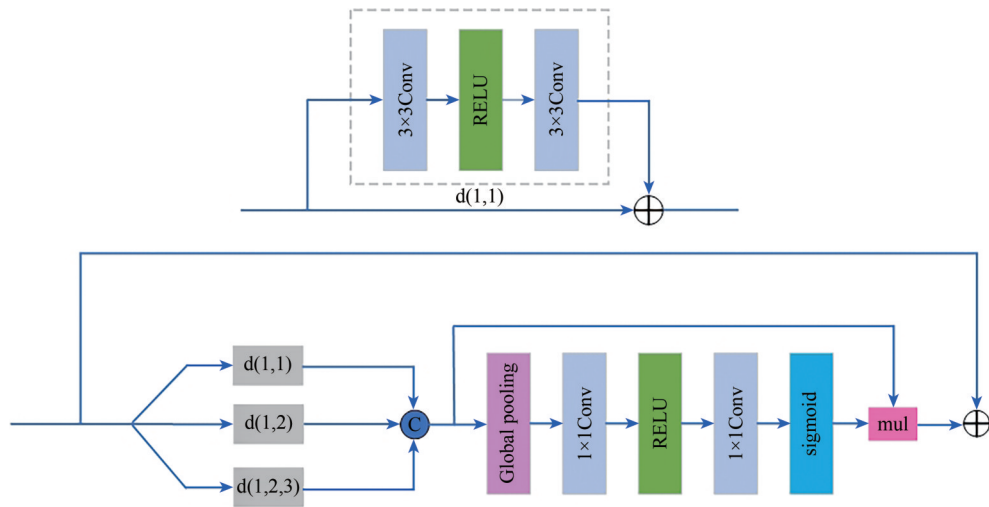 3×3Conv
RELU
3×3Conv
d(1,1)
d(1,1)
d(1,2)
d(1,2,3)
C
Global pooling
1×1Conv
RELU
1×1Conv
sigmoid
mul